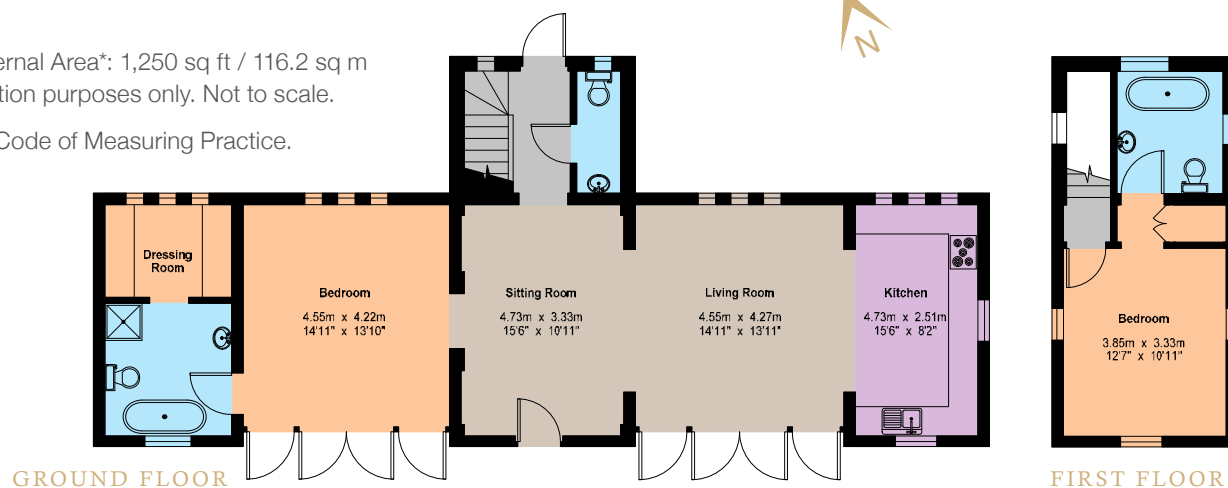 ernal Area*: 1,250 sq ft / 116.2 sq m
tion purposes only. Not to scale.
Code of Measuring Practice.
N
Dressing
Room
Bedroom
4.55m x 4.22m
14'11" x 13'10"
Sitting Room
4.73m x 3.33m
15'6" x 10'11"
Living Room
4.55m x 4.27m
14'11" x 13'11"
Kitchen
4.73m x 2.51m
15'6" x 8'2"
Bedroom
3.85m x 3.33m
12'7" x 10'11"
GROUND FLOOR
FIRST FLOOR